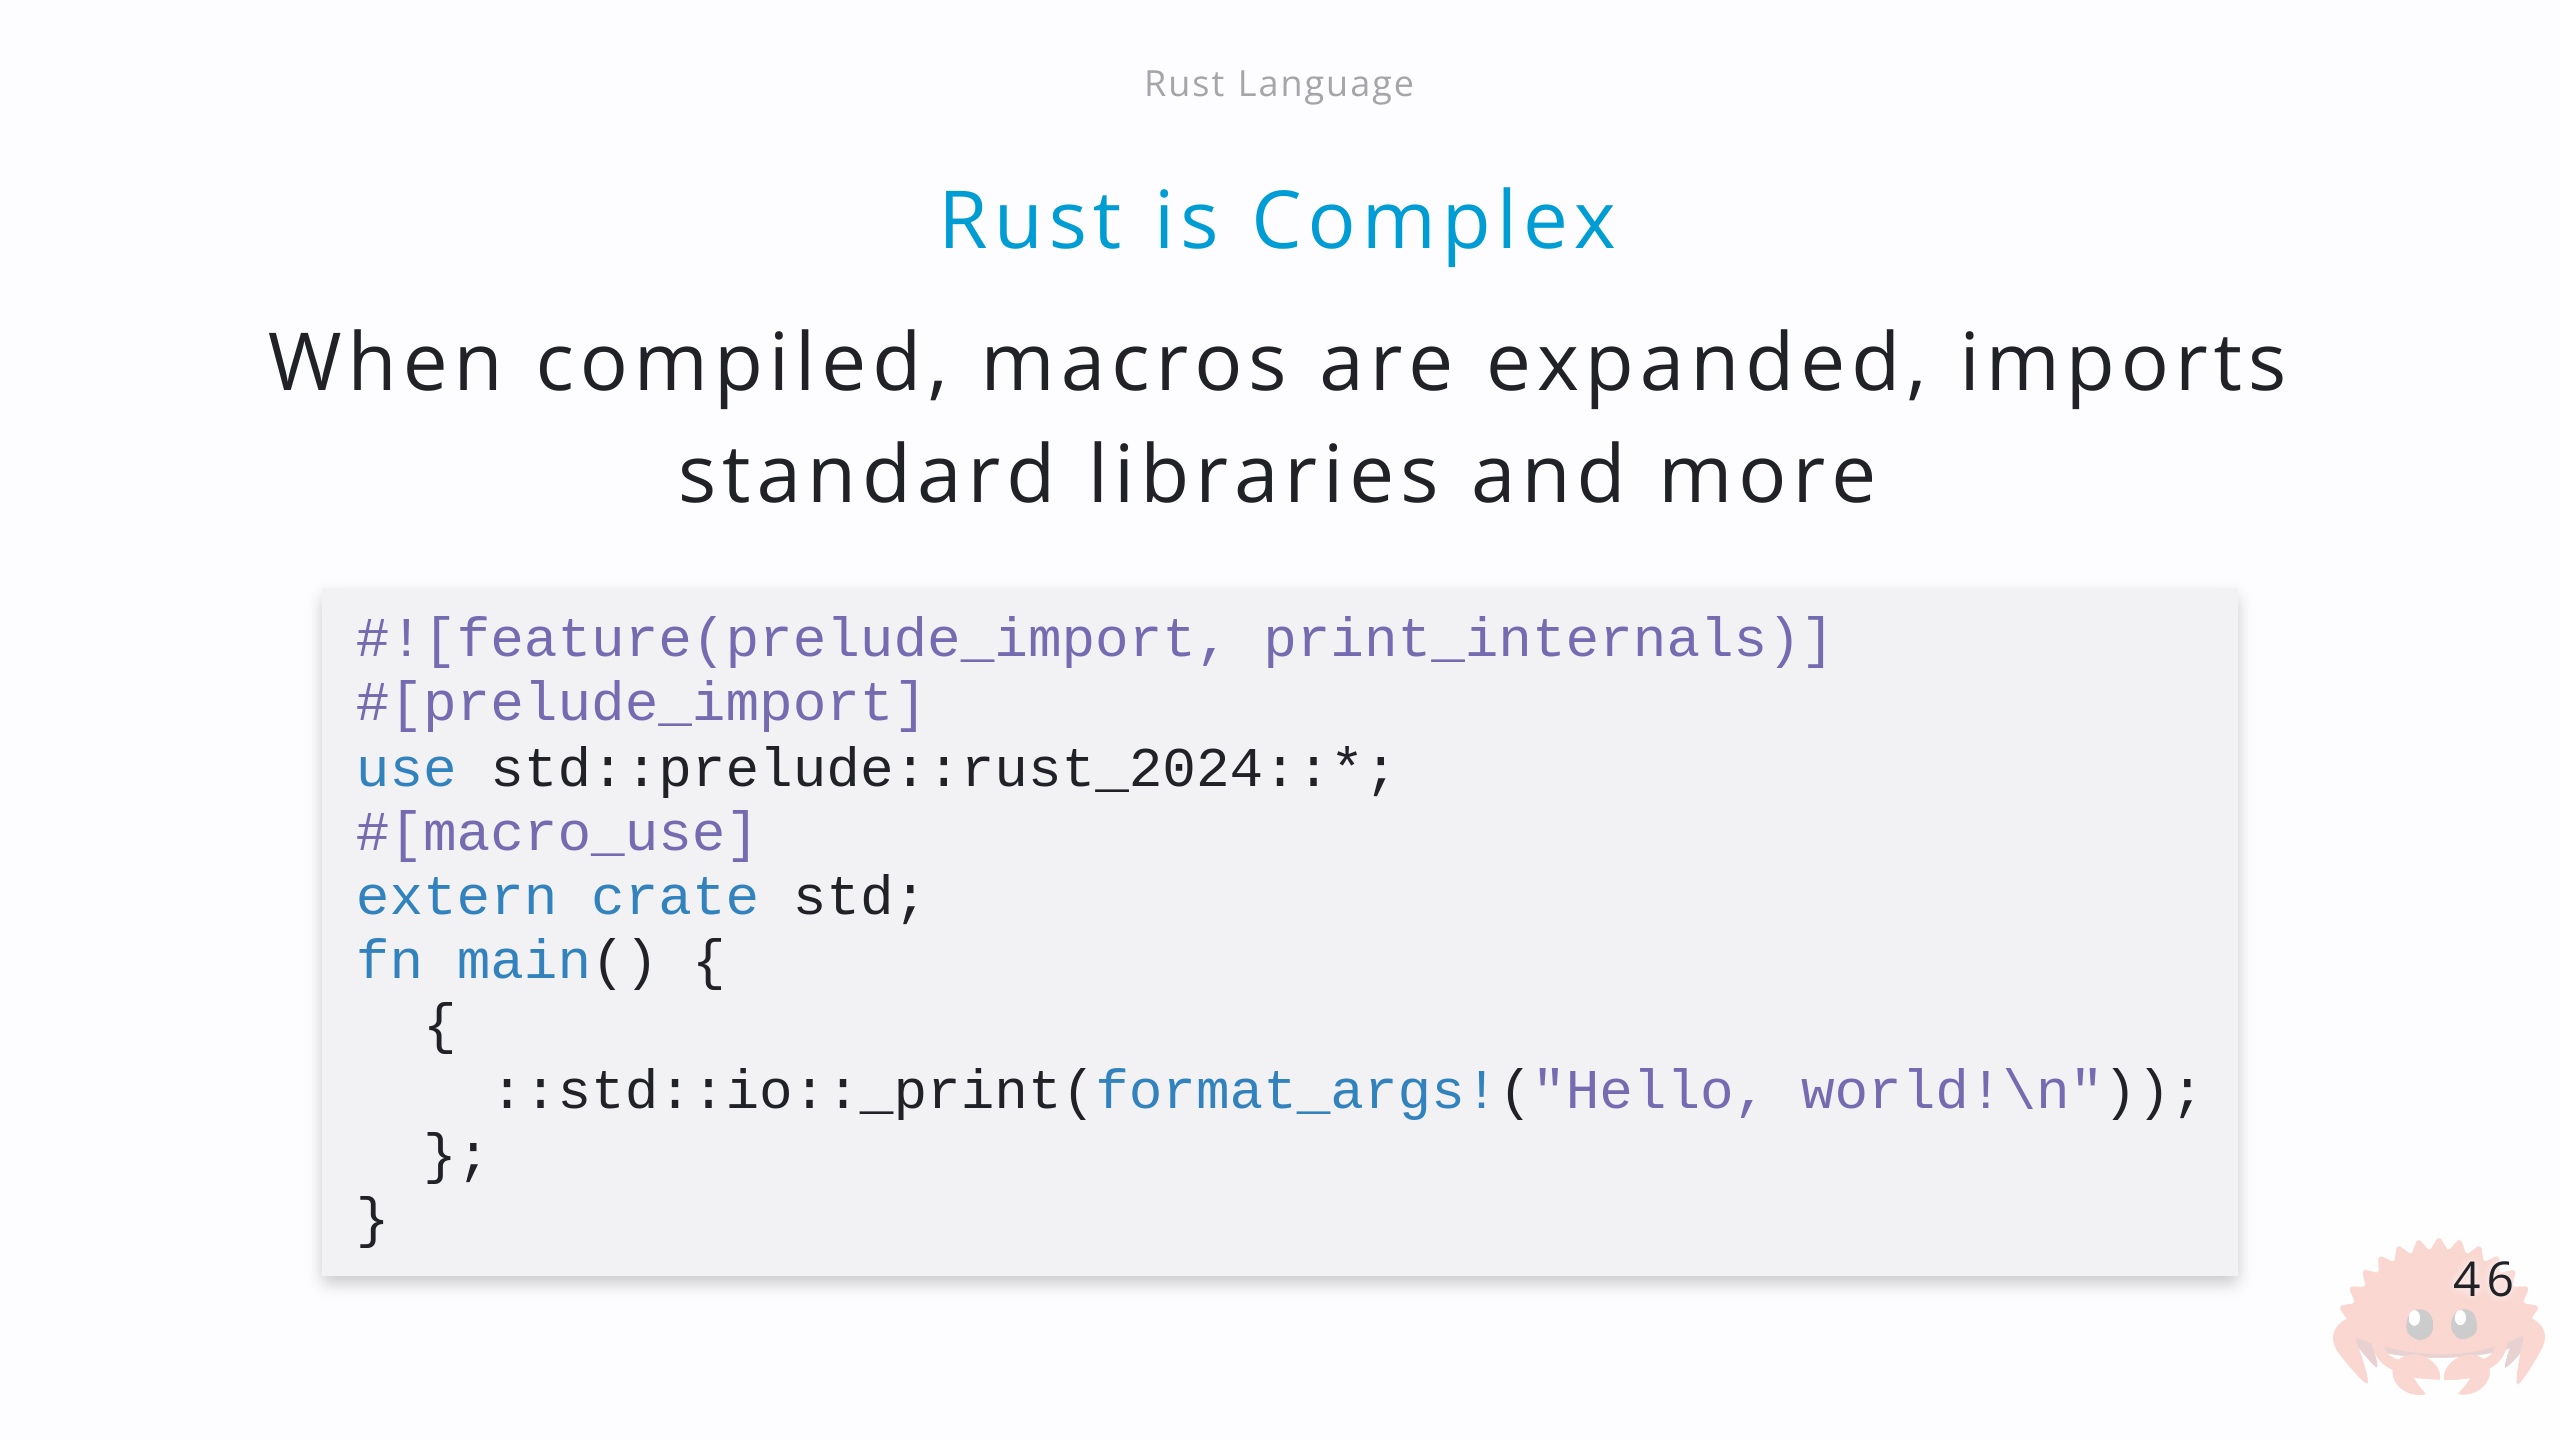 Rust Language
Rust is Complex
When compiled, macros are expanded, imports
standard libraries and more
#![feature(prelude_import, print_internals)]
#[prelude_import]
use std::prelude::rust_2024::*;
#[macro_use]
extern crate std;
fn main() {
  {
    ::std::io::_print(format_args!("Hello, world!\n"));
  };
}
46